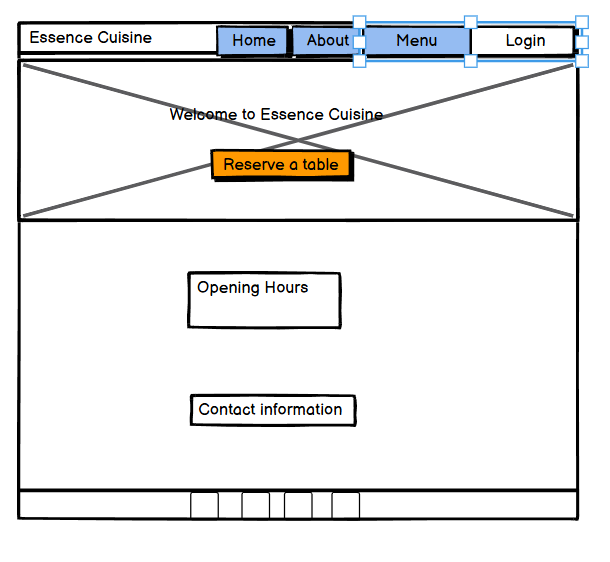 Essence Cuisine
Home
About
Menu
Login
Welcome to Essence Cuisine
Reserve a table
Opening Hours
Contact information